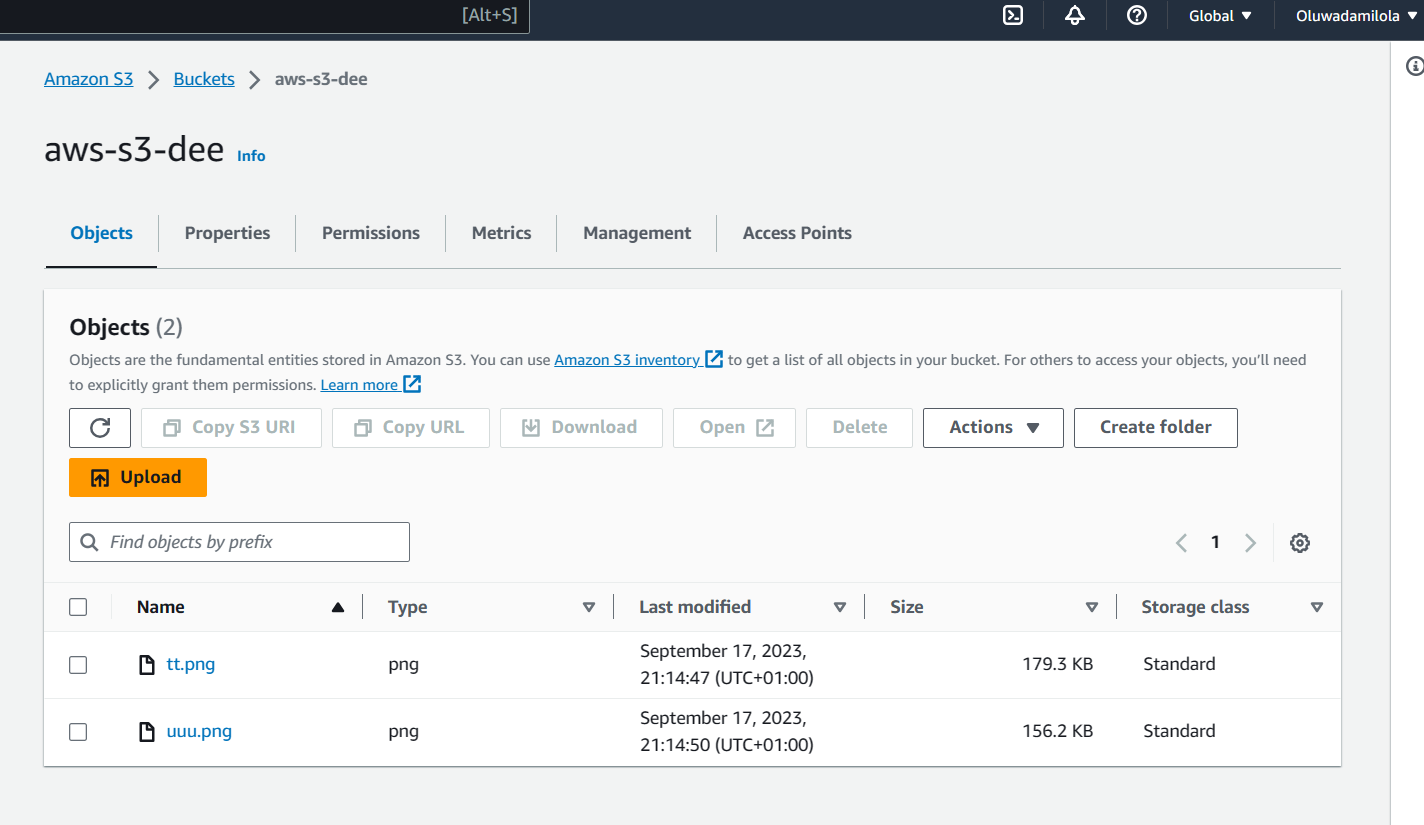 [Alt+S]
Global
Oluwadamilola
Amazon S3
Buckets
aws-s3-dee
aws-s3-dee Info
Objects
Properties
Permissions
Metrics
Management
Access Points
Objects (2)
Objects are the fundamental entities stored in Amazon S3. You can use Amazon S3 inventory to get a list of all objects in your bucket. For others to access your objects, you’ll need
to explicitly grant them permissions. Learn more
Copy S3 URI
Copy URL
Download
Open
Delete
Actions
Create folder
Upload
Find objects by prefix
1
Name
Type
Last modified
Size
Storage class
tt.png
png
September 17, 2023,
21:14:47 (UTC+01:00)
179.3 KB
Standard
uuu.png
png
September 17, 2023,
21:14:50 (UTC+01:00)
156.2 KB
Standard